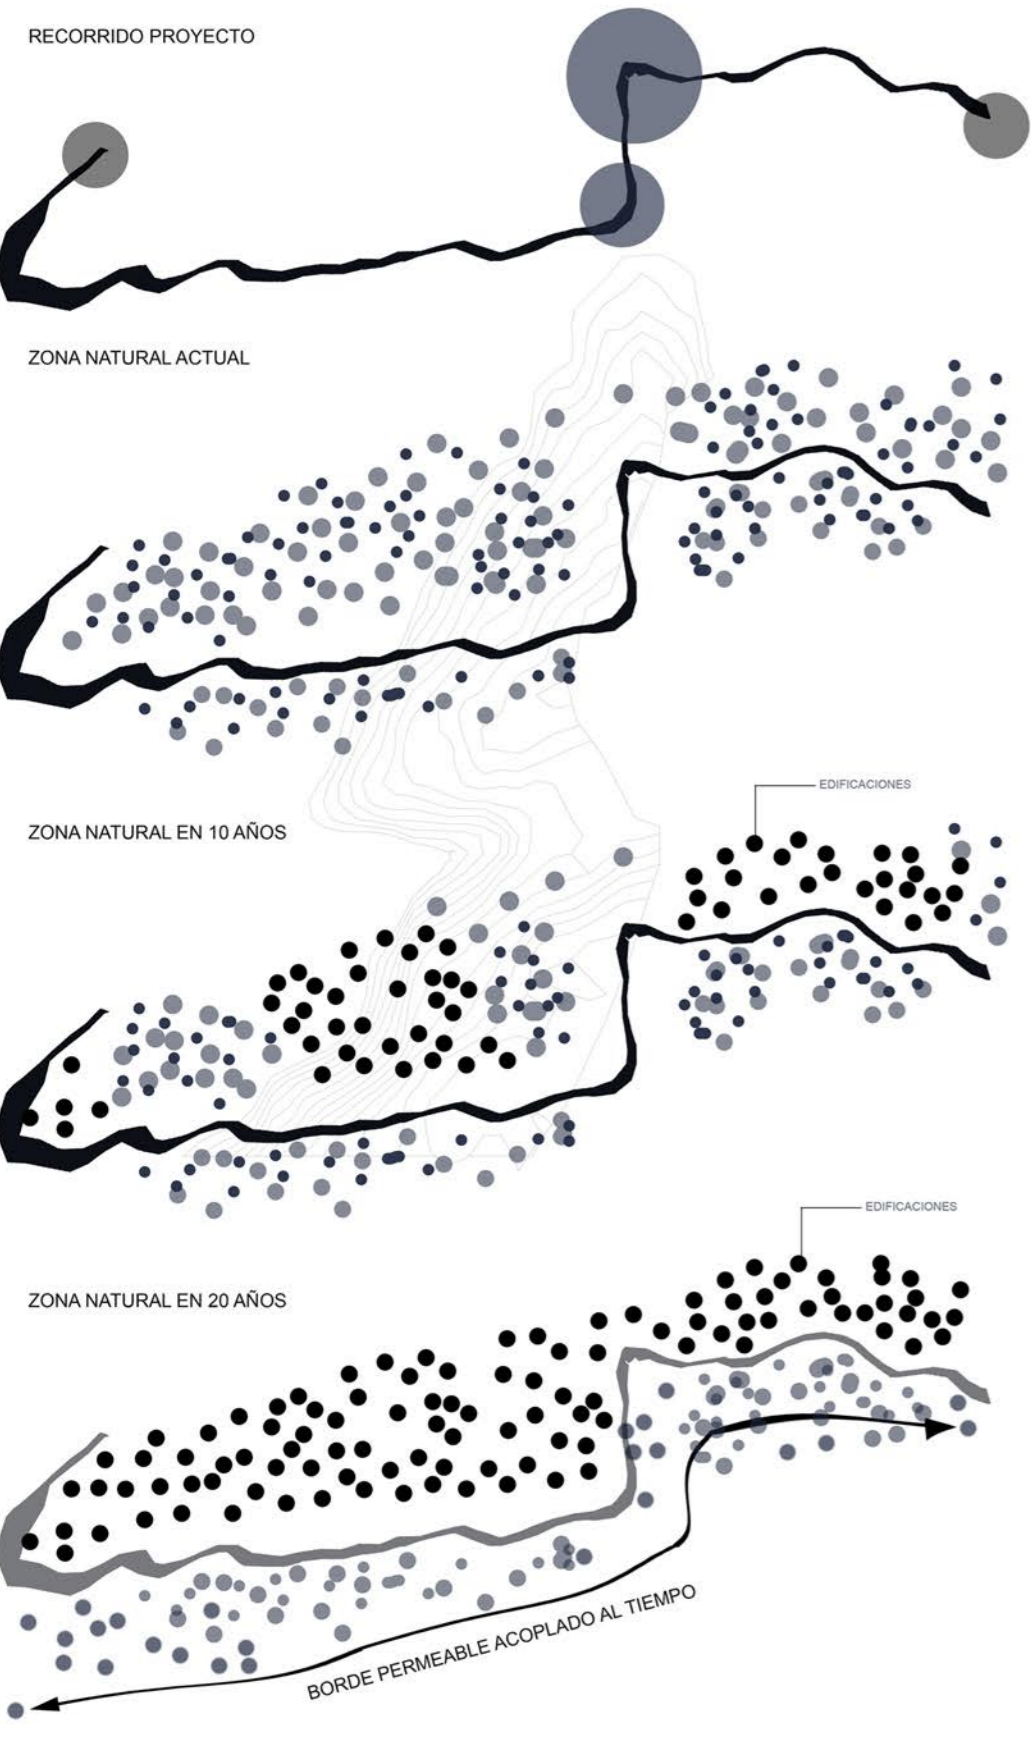 RECORRIDO PROYECTO
ZONA NATURAL ACTUAL
EDIFICACIONES
ZONA NATURAL EN 10 AÑOS
EDIFICACIONES
ZONA NATURAL EN 20 AÑOS
BORDE PERMEABLE ACOPLADO AL TIEMPO